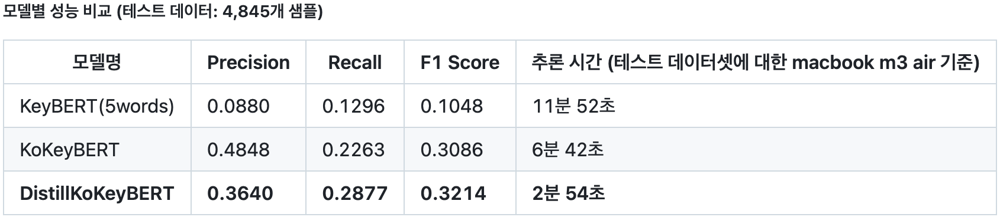 모델별 성능 비교 (테스트 데이터: 4,845개 샘플)
모델명 Precision Recall F1 Score 추론 시간 (테스트 데이터셋에 대한 macbook m3 air 기준)
KeyBERT(5words) 0.0880 0.1296 0.1048 11분 52초
KoKeyBERT 0.4848 0.2263 0.3086 6분 42초
DistillKoKeyBERT 0.3640 0.2877 0.3214 2분 54초